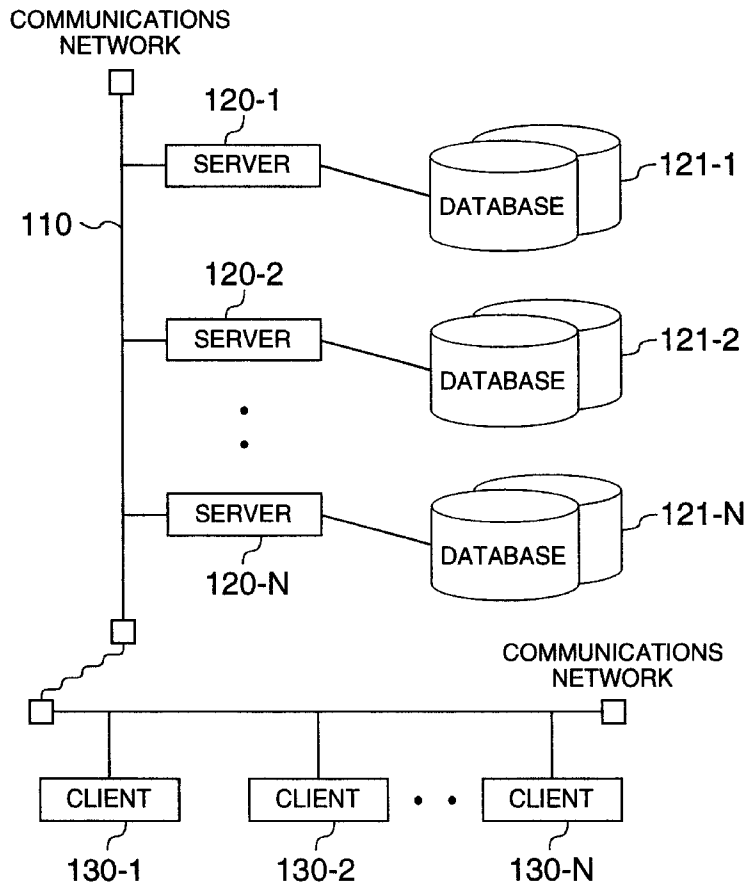 COMMUNICATIONS
NETWORK
120-1
SERVER
DATABASE
121-1
110
120-2
SERVER
DATABASE
121-2
SERVER
120-N
DATABASE
121-N
COMMUNICATIONS
NETWORK
CLIENT
CLIENT
CLIENT
130-1
130-2
130-N